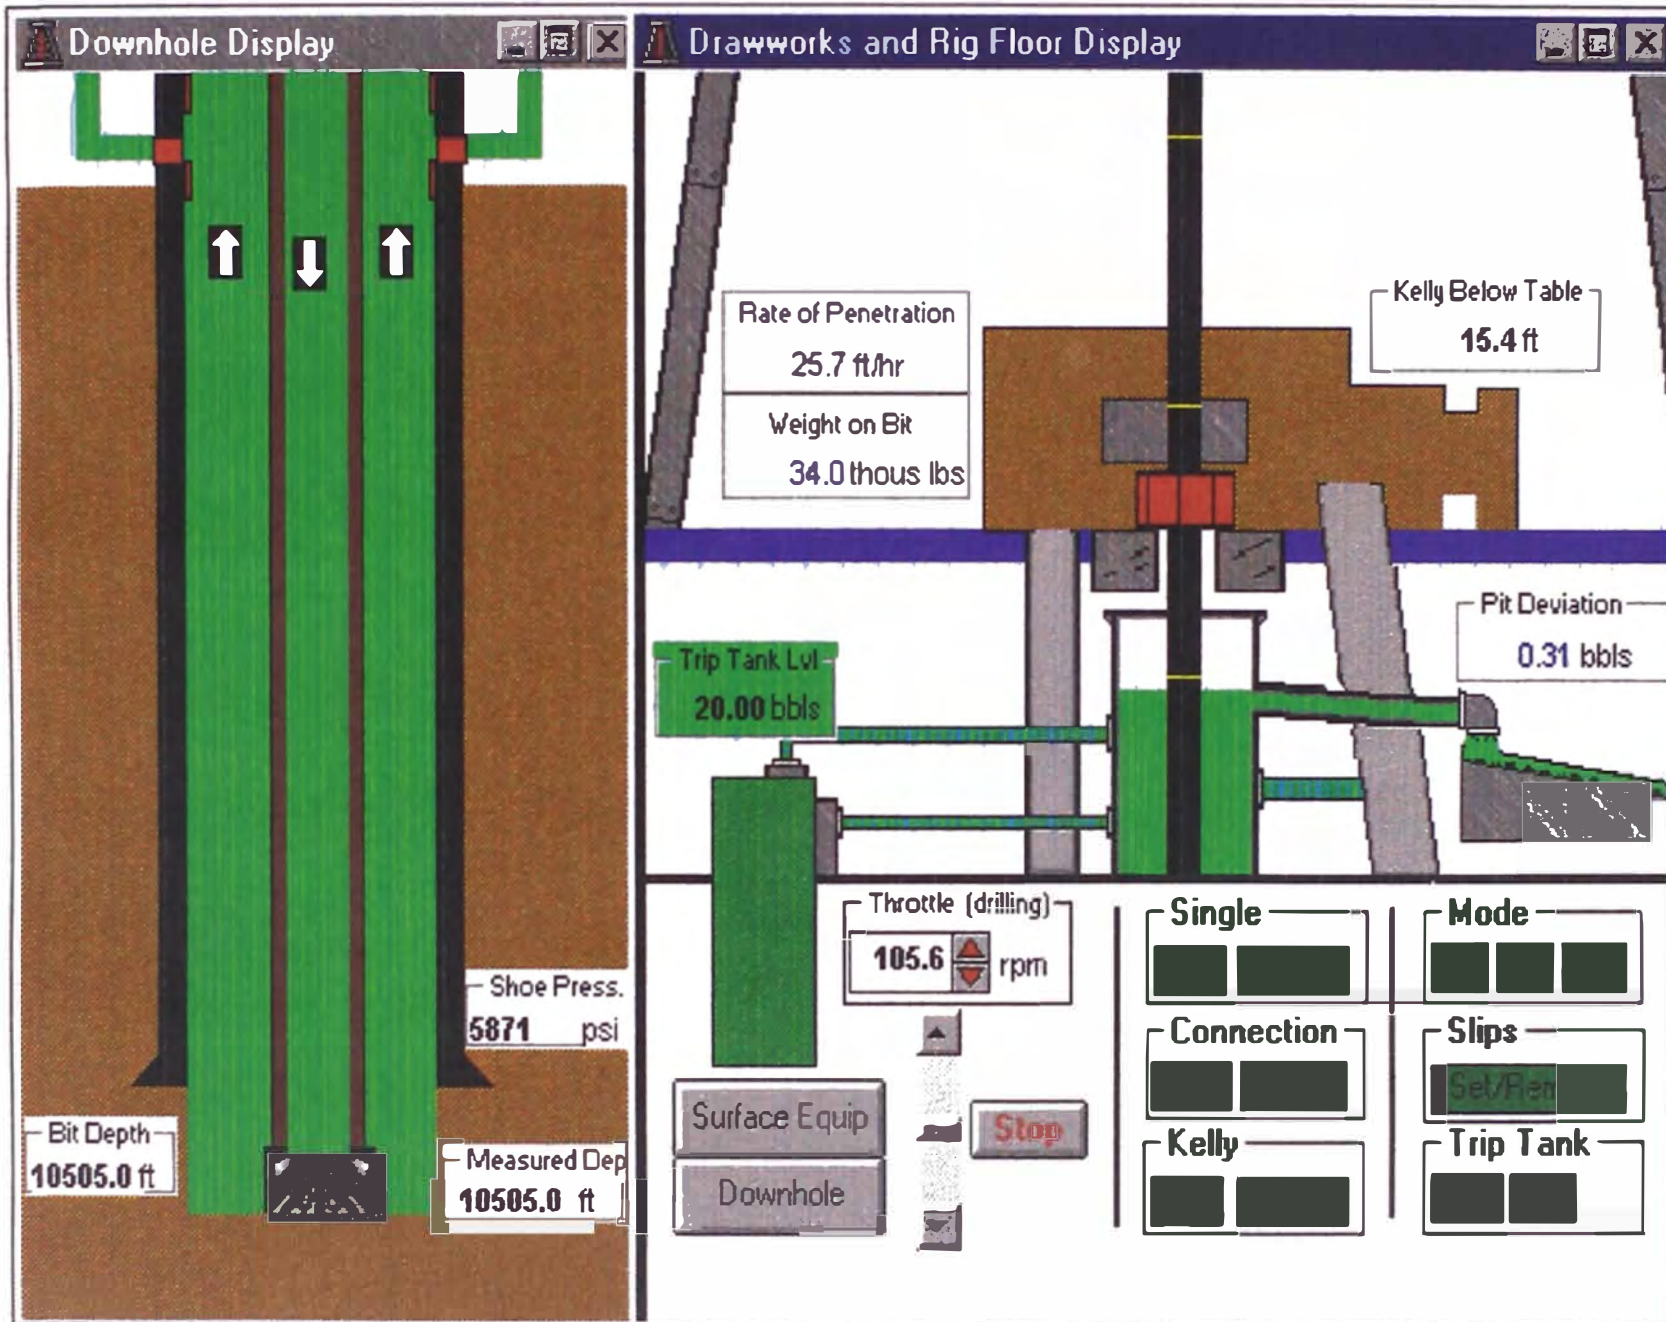 Downhole Display
Shoe Press.
5871 psi
Bit Depth
10505.0 ft
Measured Dep
10505.0 ft
Drawworks and Rig Floor Display
Rate of Penetration
25.7 ft/hr
Weight on Bit
34.0 thous lbs
Kelly Below Table
15.4 ft
Pit Deviation
0.31 bbls
Trip Tank Lvl
20.00 bbls
Throttle (drilling)
105.6 rpm
Surface Equip
Downhole
Stop
Single
Mode
Connection
Slips
Set/Rem
Kelly
Trip Tank